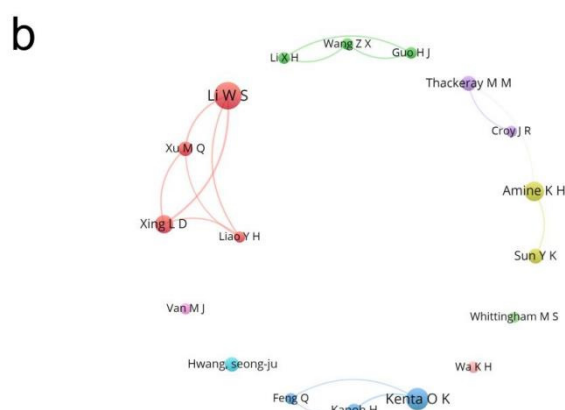 b
Wang Z X
Li X H
Guo H J
Thackeray M M
Li W S
Croy J R
Xu M Q
Amine K H
Xing L D
Liao Y H
Sun Y K
Van M J
Whittingham M S
Hwang, seong-ju
Wa K H
Feng Q
Kenta O K